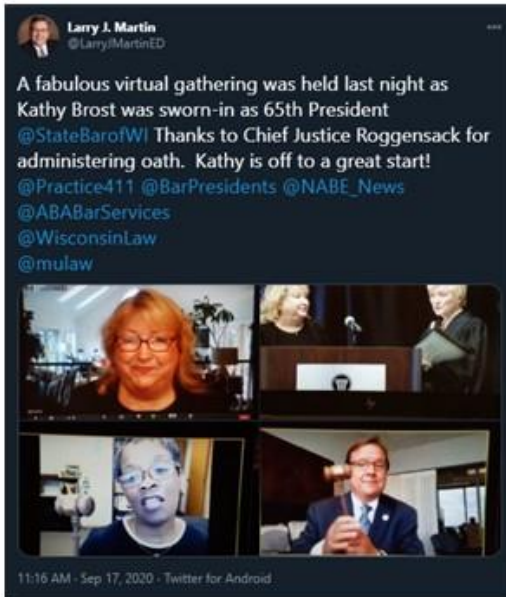 Larry J. Martin
@LarryJMartinED
A fabulous virtual gathering was held last night as
Kathy Brost was sworn-in as 65th President
@StateBarofWI Thanks to Chief Justice Roggensack for
administering oath.  Kathy is off to a great start!
@Practice411 @BarPresidents @NABE_News
@ABABarServices
@WisconsinLaw
@mulaw
11:16 AM · Sep 17, 2020 · Twitter for Android